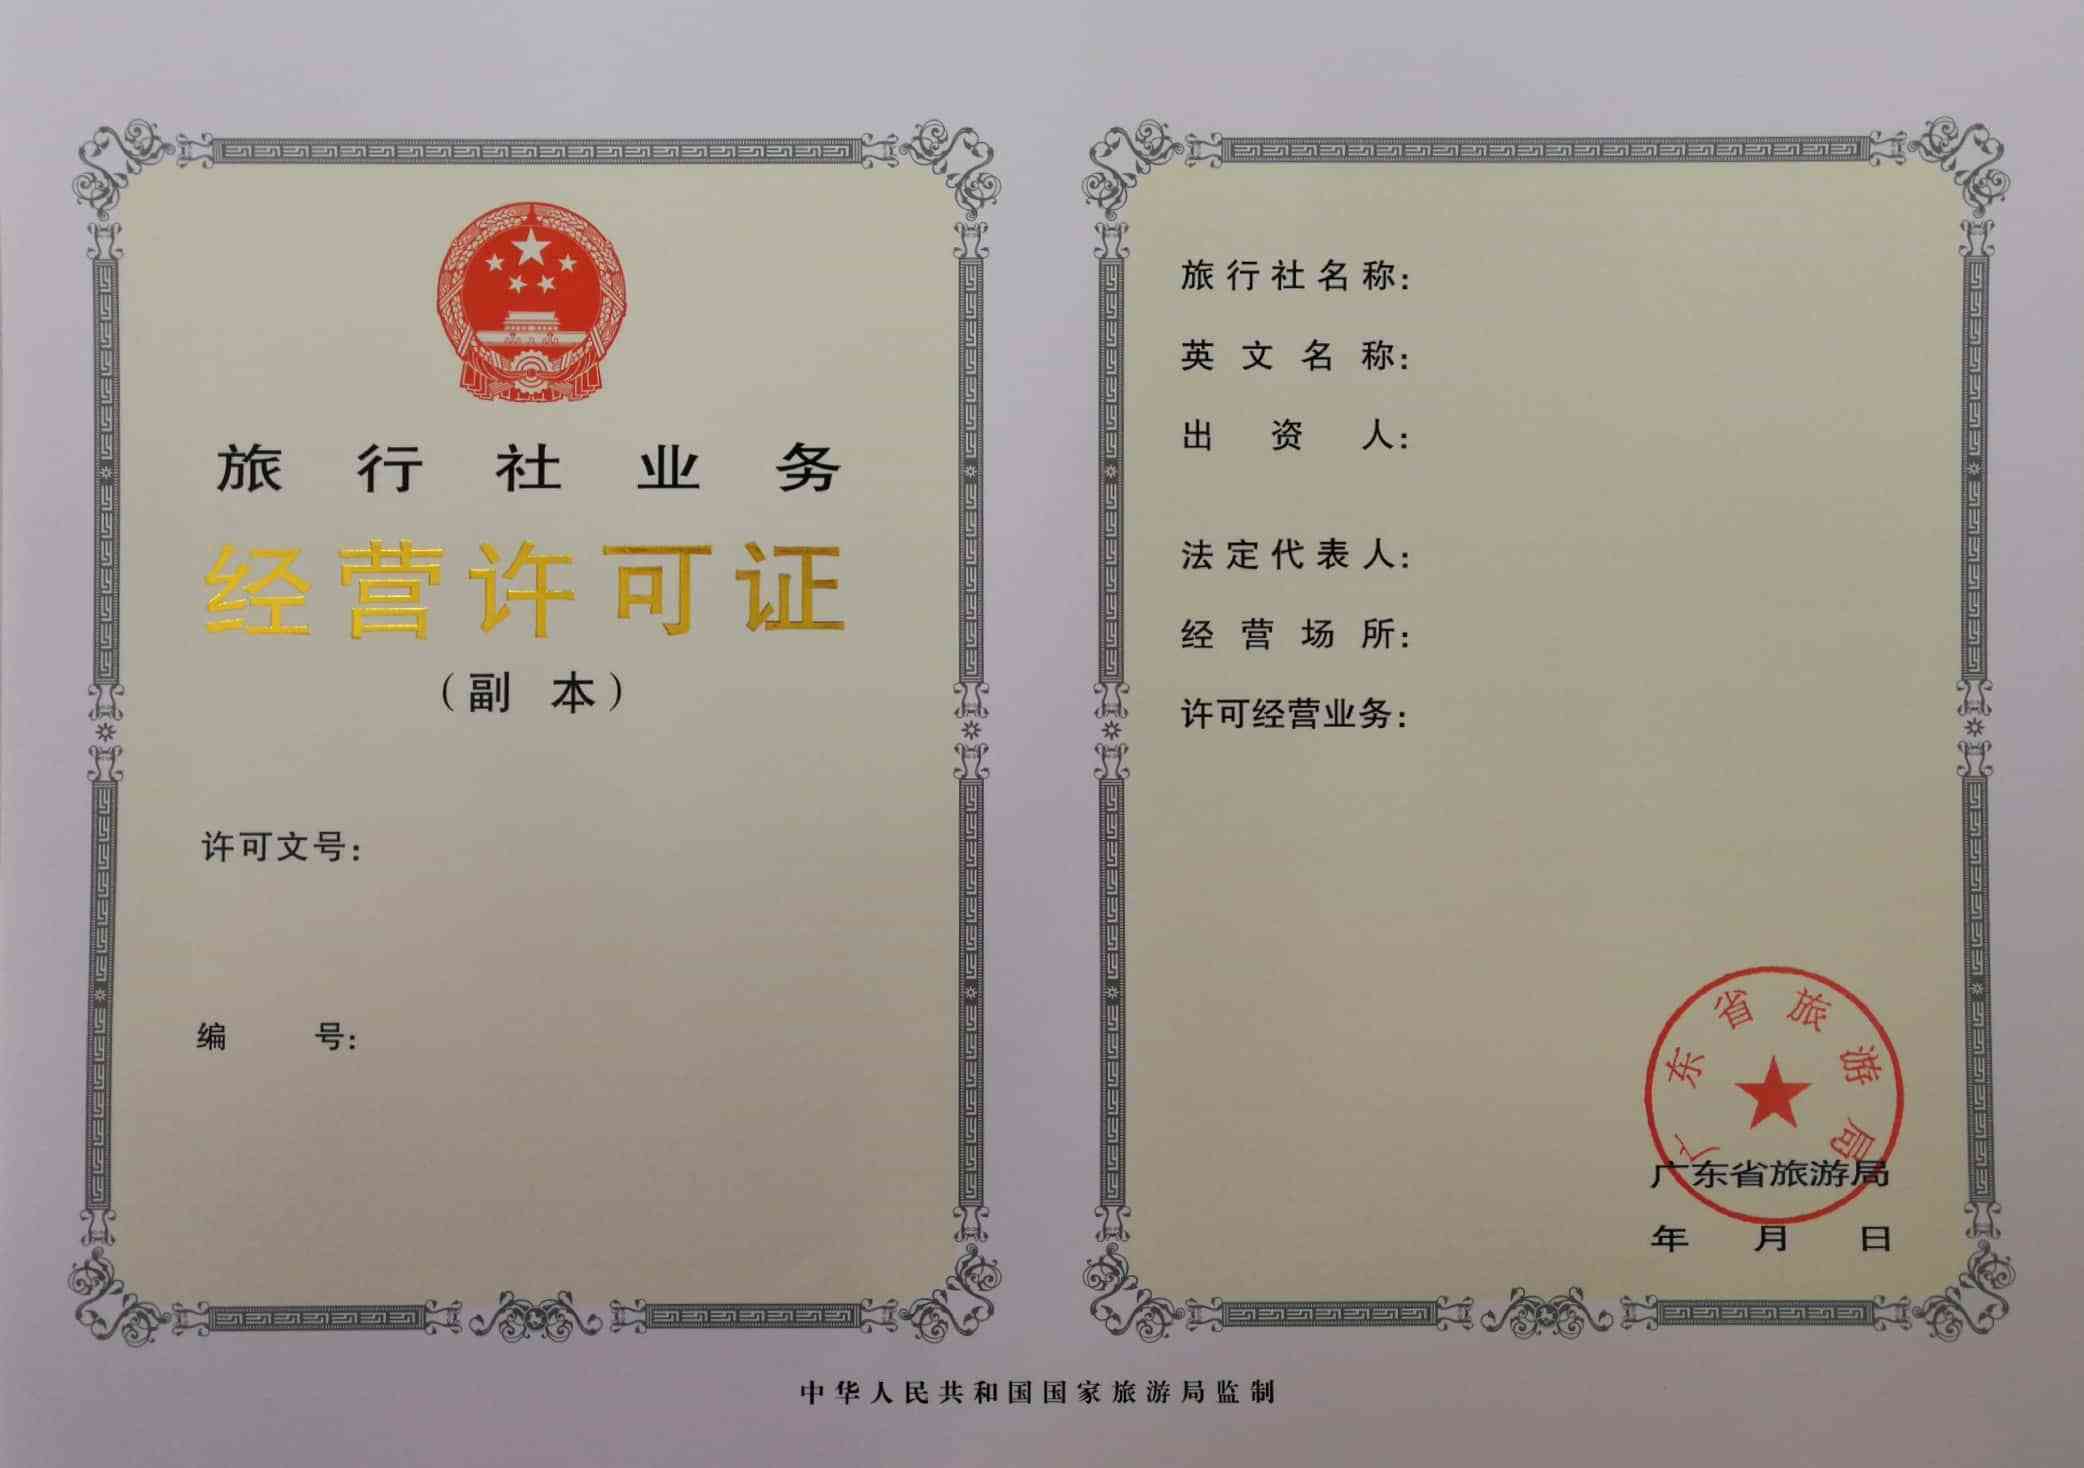 旅行社业务
经营许可证
（副 本）
许可文号：
编 号：
旅行社名称：
英文名称：
出资人：
法定代表人：
经营场所：
许可经营业务：
广东省旅游局
广东省旅游局
年 月 日
中华人民共和国国家旅游局监制